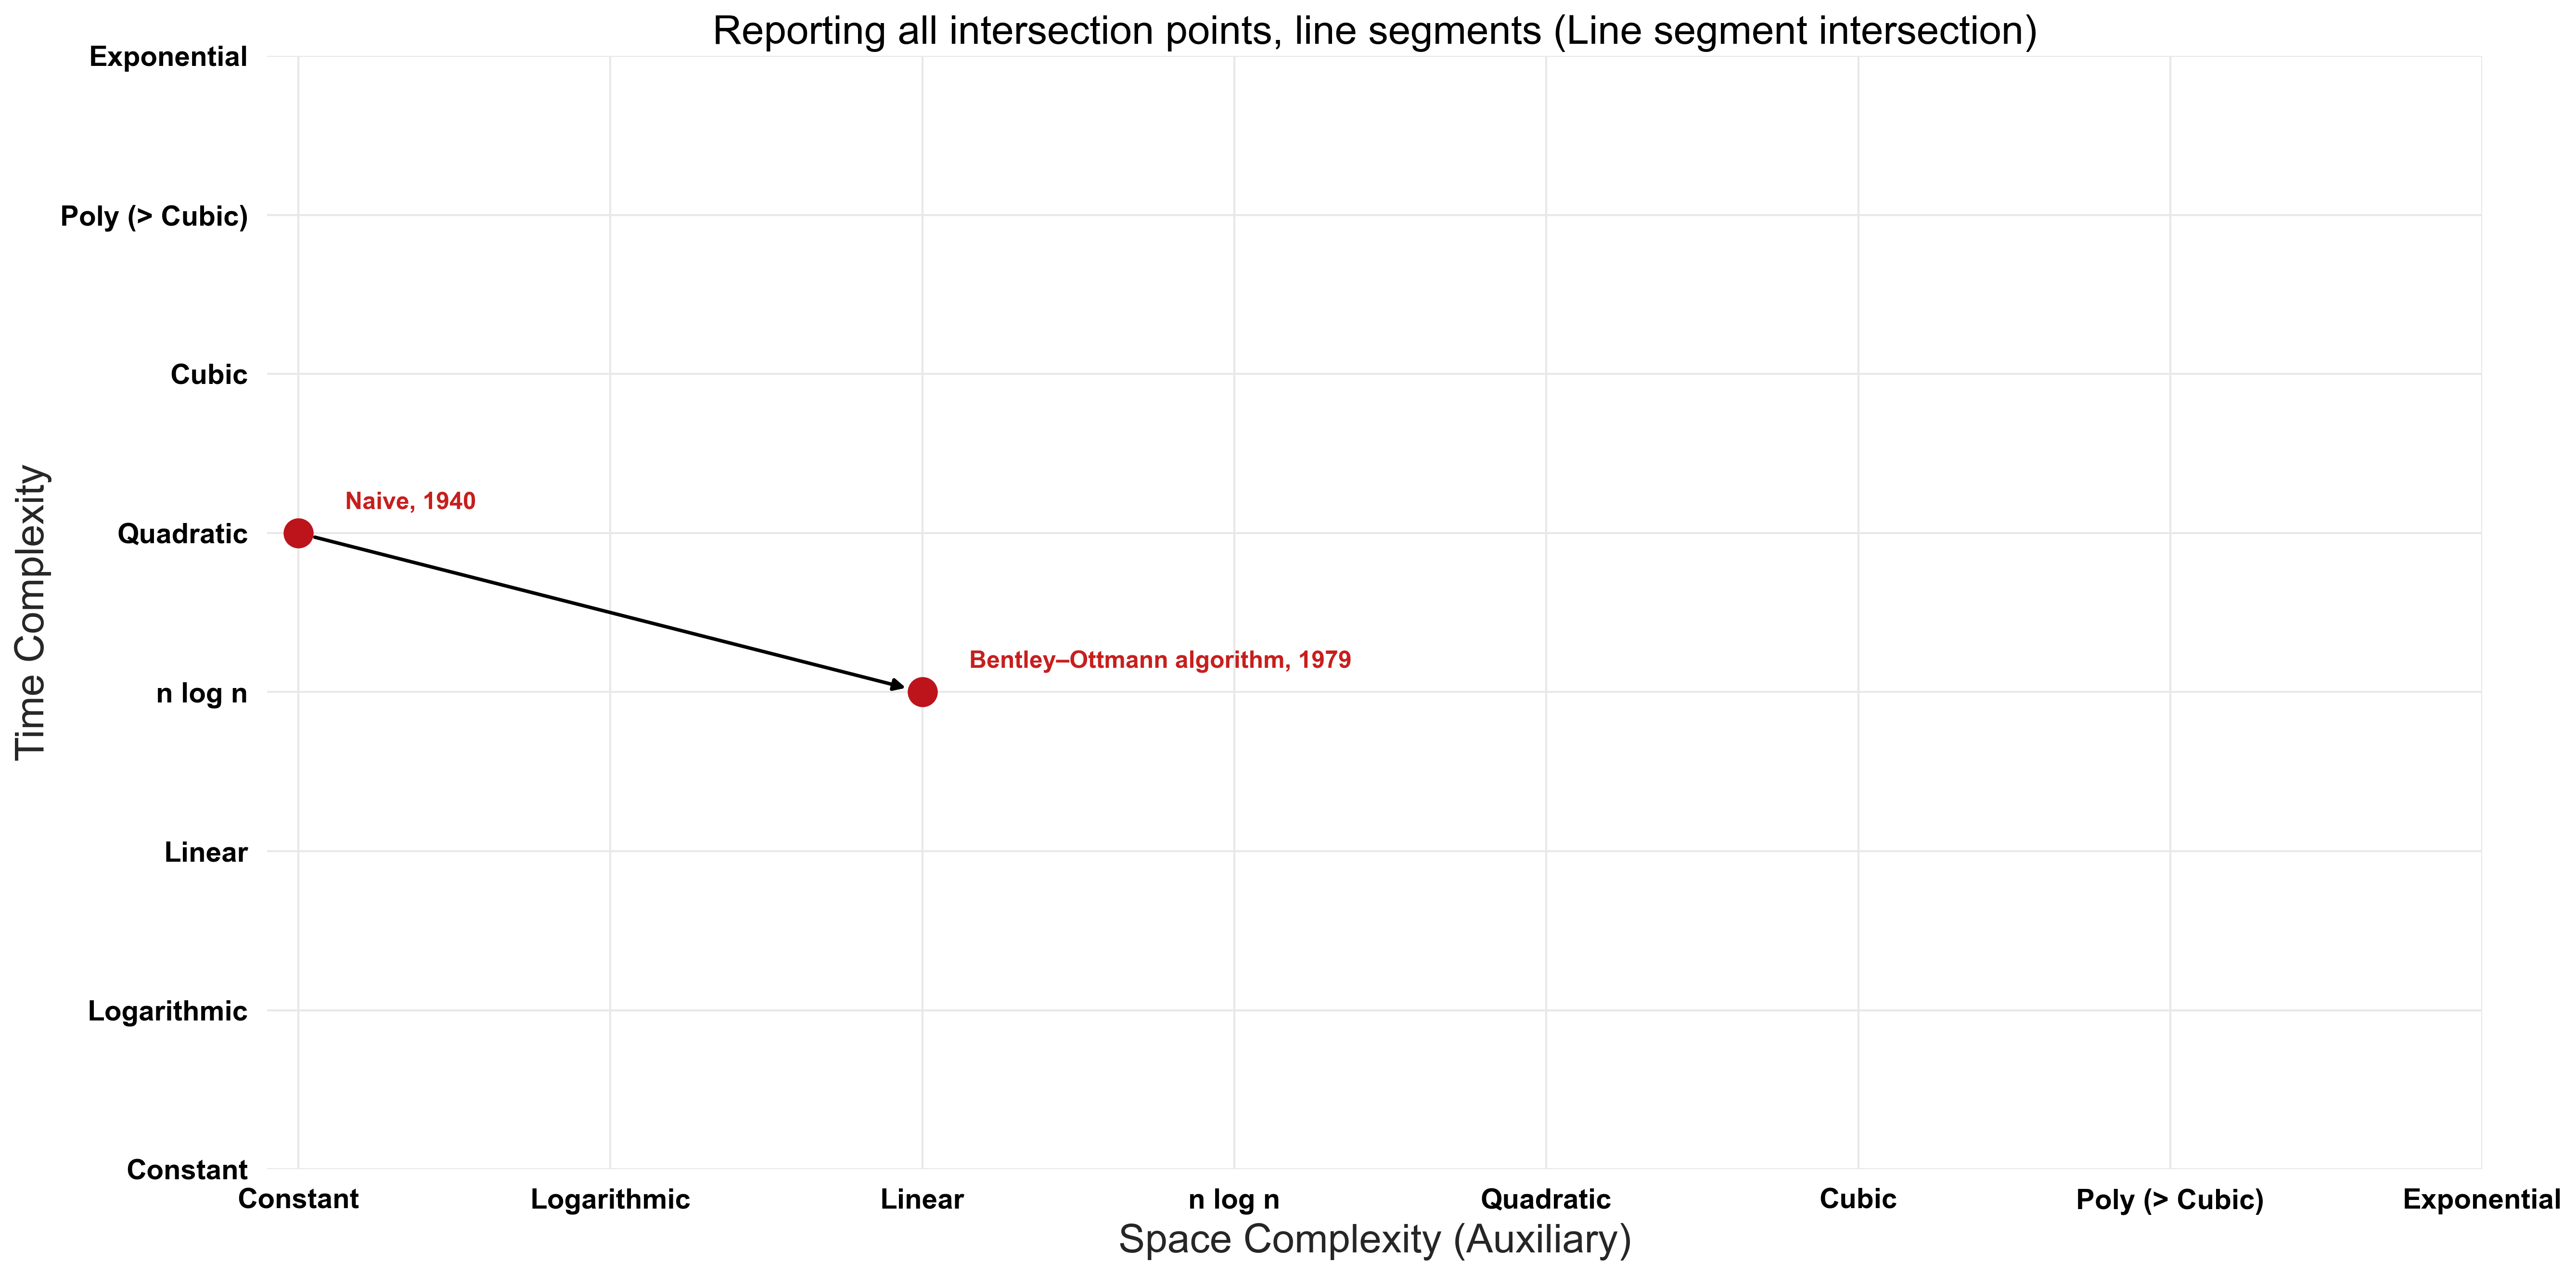 Reporting all intersection points, line segments (Line segment intersection)
Exponential
Poly (> Cubic)
Cubic
Quadratic
n log n
Linear
Logarithmic
Constant
Time Complexity
Naive, 1940
Bentley–Ottmann algorithm, 1979
Constant
Logarithmic
Linear
n log n
Quadratic
Cubic
Poly (> Cubic)
Exponential
Space Complexity (Auxiliary)